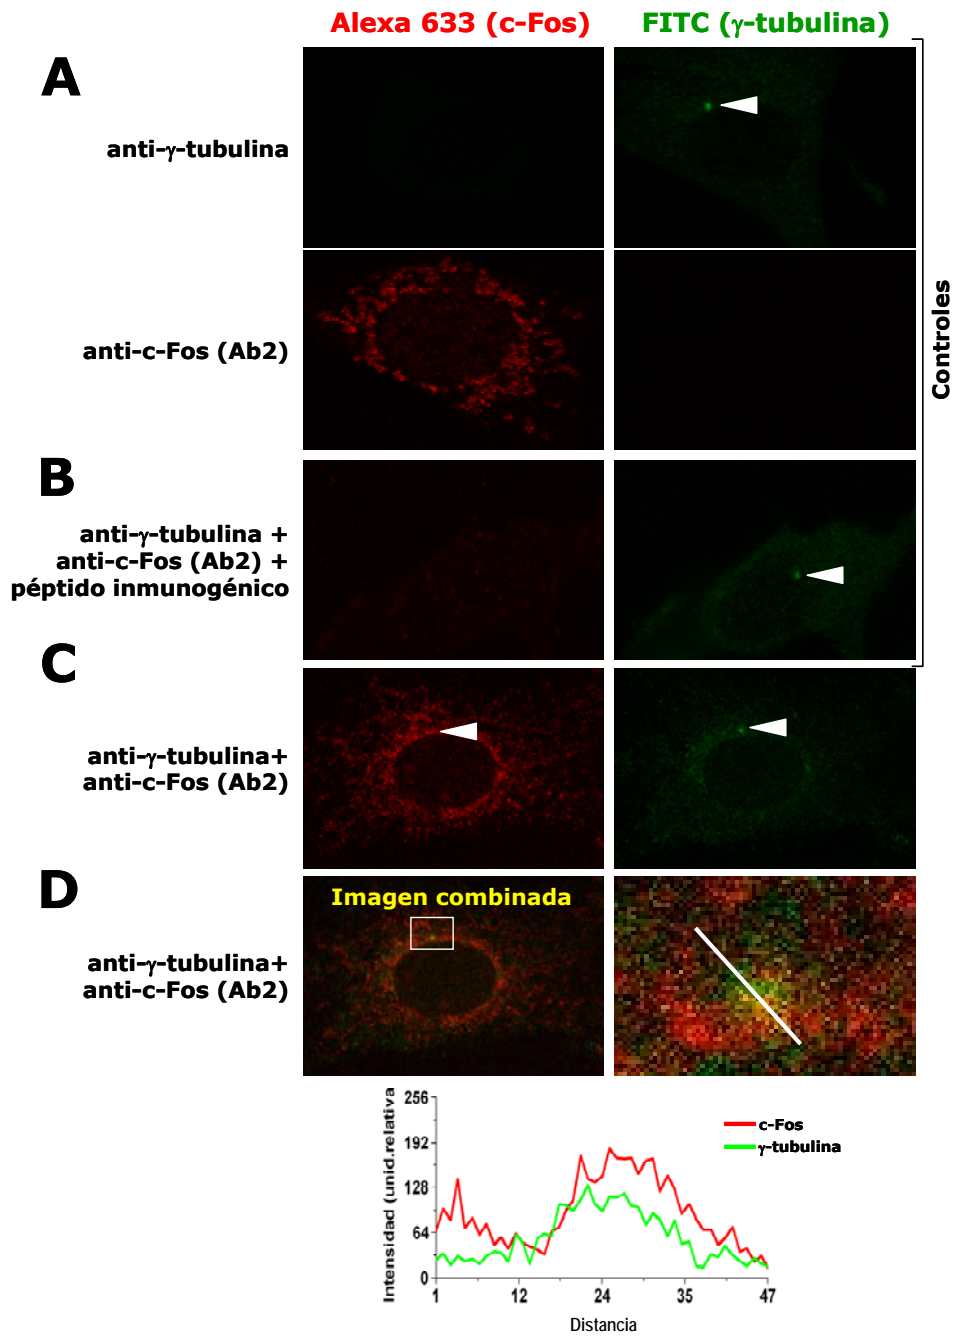 Alexa 633 (c-Fos)
FITC (γ-tubulina)
A
anti-γ-tubulina
anti-c-Fos (Ab2)
Controles
B
anti-γ-tubulina +
anti-c-Fos (Ab2) +
péptido inmunogénico
C
anti-γ-tubulina+
anti-c-Fos (Ab2)
D
Imagen combinada
anti-γ-tubulina+
anti-c-Fos (Ab2)
Intensidad (unid.relativa
256
192
128
64
0
c-Fos
γ-tubulina
1
12
24
35
47
Distancia